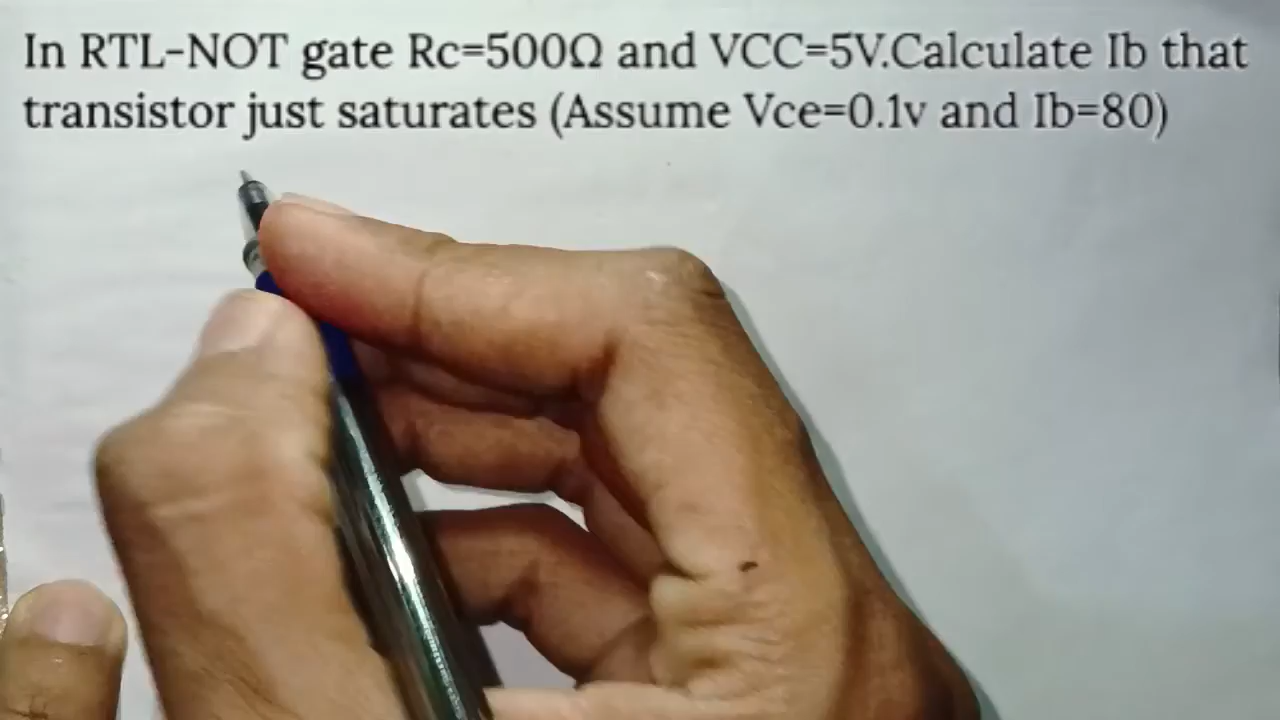 In RTL-NOT gate Rc=500Ω and VCC=5V.Calculate Ib that
transistor just saturates (Assume Vce=0.1v and Ib=80)